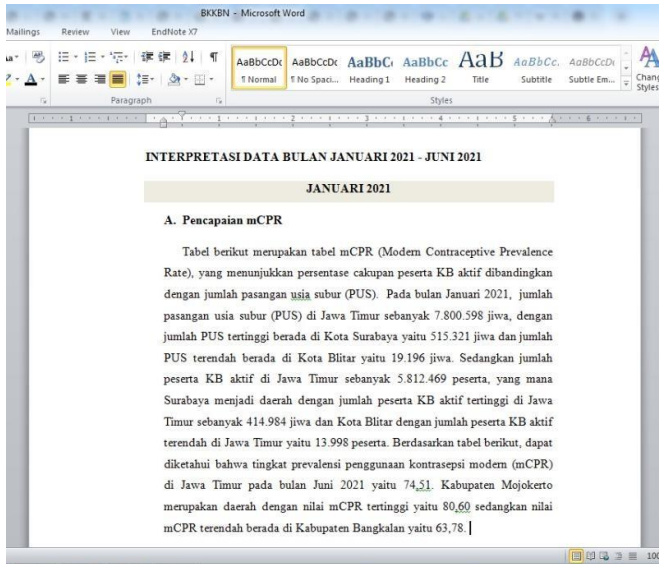 BKKBN - Microsoft Word
Mailings Review View EndNote X7
AaBbCcDc AaBbCcDc AaBbC AaBbCc AaB AaBbCc. AaBbCcDı
¶ Normal ¶ No Spaci... Heading 1 Heading 2 Title Subtitle Subtle Em...
Styles
Paragraph Styles
INTERPRETASI DATA BULAN JANUARI 2021 - JUNI 2021
JANUARI 2021
A. Pencapaian mCPR
Tabel berikut merupakan tabel mCPR (Modern Contraceptive Prevalence
Rate), yang menunjukkan persentase cakupan peserta KB aktif dibandingkan
dengan jumlah pasangan usia subur (PUS). Pada bulan Januari 2021, jumlah
pasangan usia subur (PUS) di Jawa Timur sebanyak 7.800.598 jiwa, dengan
jumlah PUS tertinggi berada di Kota Surabaya yaitu 515.321 jiwa dan jumlah
PUS terendah berada di Kota Blitar yaitu 19.196 jiwa. Sedangkan jumlah
peserta KB aktif di Jawa Timur sebanyak 5.812.469 peserta, yang mana
Surabaya menjadi daerah dengan jumlah peserta KB aktif tertinggi di Jawa
Timur sebanyak 414.984 jiwa dan Kota Blitar dengan jumlah peserta KB aktif
terendah di Jawa Timur yaitu 13.998 peserta. Berdasarkan tabel berikut, dapat
diketahui bahwa tingkat prevalensi penggunaan kontrasepsi modern (mCPR)
di Jawa Timur pada bulan Juni 2021 yaitu 74,51. Kabupaten Mojokerto
merupakan daerah dengan nilai mCPR tertinggi yaitu 80,60 sedangkan nilai
mCPR terendah berada di Kabupaten Bangkalan yaitu 63,78.